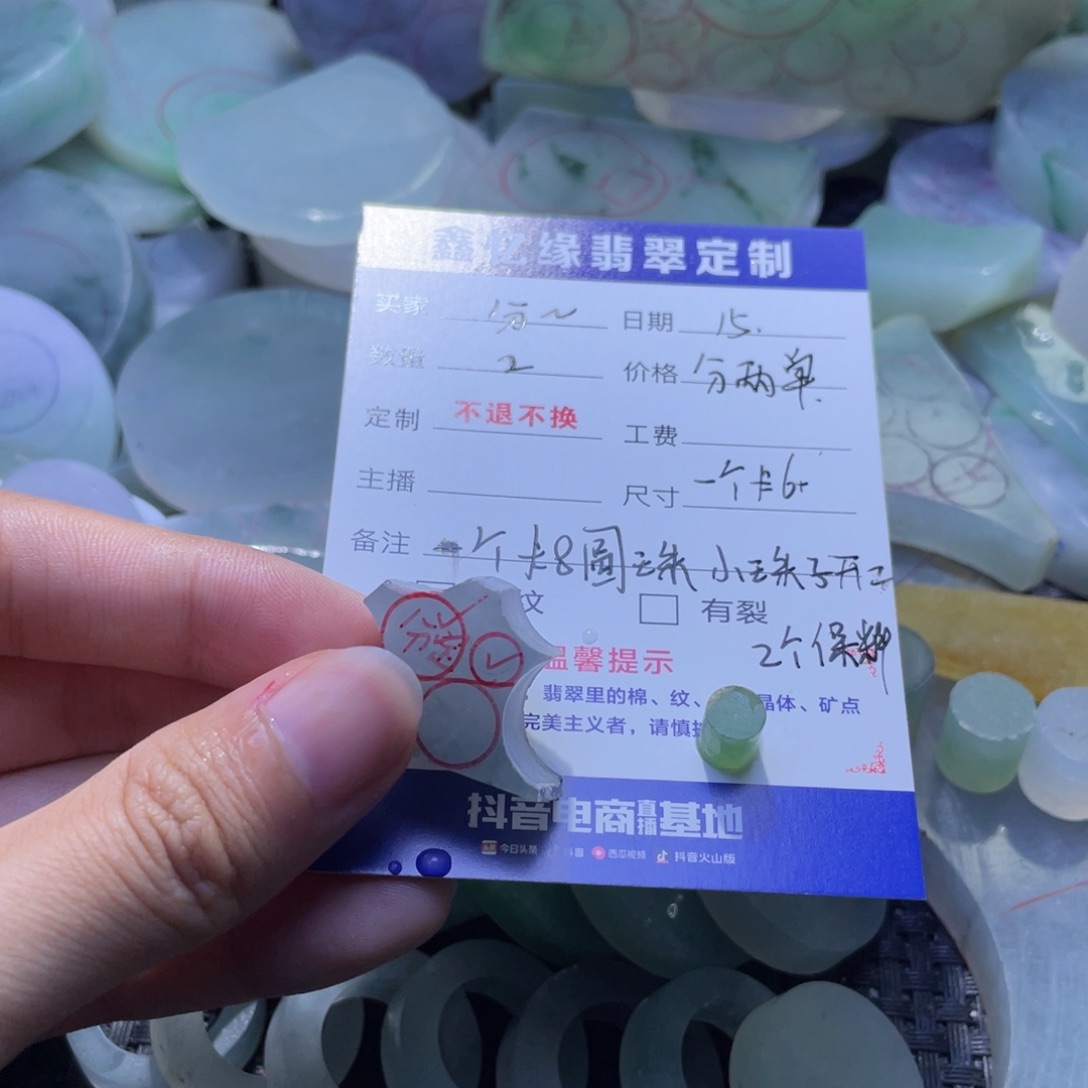 鑫忆缘翡翠定制
买家 分~ 日期 15.
数量 2 价格 分两单
定制 不退不换 工费
主播 尺寸 一个卡6
备注 一个卡8圆珠 小珠子开
纹 有裂
2个保料
温馨提示
翡翠里的棉、纹、晶体、矿点
完美主义者，请慎
抖音电商直播基地
今日头条 抖音 西瓜视频 抖音火山版